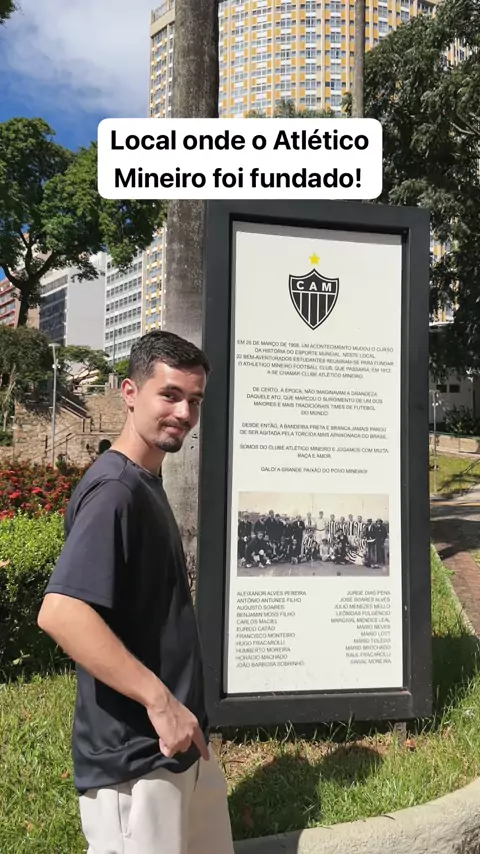 Local onde o Atlético
Mineiro foi fundado!
CAM
EM 25 DE MARÇO DE 1908, UM ACONTECIMENTO MUDOU O CURSO
DA HISTÓRIA DO ESPORTE MUNDIAL. NESTE LOCAL,
22 BEM-AVENTURADOS ESTUDANTES REUNIRAM-SE PARA FUNDAR
O ATHLETICO MINEIRO FOOTBALL CLUB QUE PASSARIA, EM 1913,
A SE CHAMAR CLUBE ATLÉTICO MINEIRO.
DE CERTO, À ÉPOCA, NÃO IMAGINAVAM A GRANDEZA
DAQUELE ATO, QUE MARCOU O SURGIMENTO DE UM DOS
MAIORES E MAIS TRADICIONAIS TIMES DE FUTEBOL
DO MUNDO.
DESDE ENTÃO, A BANDEIRA PRETA E BRANCA JAMAIS PAROU
DE SER AGITADA PELA TORCIDA MAIS APAIXONADA DO BRASIL.
SOMOS DO CLUBE ATLÉTICO MINEIRO E JOGAMOS COM MUITA
RAÇA E AMOR.
GALO! A GRANDE PAIXÃO DO POVO MINEIRO!
ALEIXANOR ALVES PEREIRA
ANTÔNIO ANTUNES FILHO
AUGUSTO SOARES
BENJAMIN MOSS FILHO
CARLOS MACIEL
EURICO CATÃO
FRANCISCO MONTEIRO
HUGO FRACAROLLI
HUMBERTO MOREIRA
HORÁCIO MACHADO
JOÃO BARBOSA SOBRINHO
JORGE DIAS PENA
JOSÉ SOARES ALVES
JÚLIO MENEZES MELLO
LEÔNIDAS FULGÊNCIO
MARGIVAL MENDES LEAL
MÁRIO NEVES
MÁRIO LOTT
MÁRIO TOLEDO
MÁRIO BROCHADO
RAUL FRACAROLLI
SINVAL MOREIRA